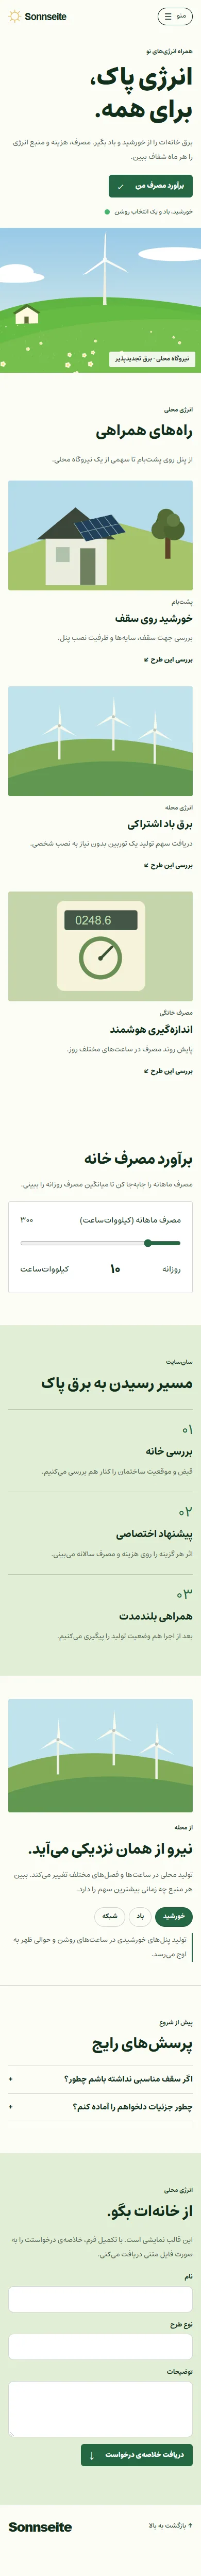 Sonnseite
منو
همراه انرژی‌های نو
انرژی پاک،
برای همه.
برق خانه‌ات را از خورشید و باد بگیر. مصرف، هزینه و منبع انرژی
را هر ماه شفاف ببین.
برآورد مصرف من
خورشید، باد و یک انتخاب روشن
نیروگاه محلی · برق تجدیدپذیر
انرژی محلی
راه‌های همراهی
از پنل روی پشت‌بام تا سهمی از یک نیروگاه محلی.
پشت‌بام
خورشید روی سقف
بررسی جهت سقف، سایه‌ها و ظرفیت نصب پنل.
بررسی این طرح ↙
انرژی محله
برق باد اشتراکی
دریافت سهم تولید یک توربین بدون نیاز به نصب شخصی.
بررسی این طرح ↙
0248.6
مصرف خانگی
اندازه‌گیری هوشمند
پایش روند مصرف در ساعت‌های مختلف روز.
بررسی این طرح ↙
برآورد مصرف خانه
مصرف ماهانه را جابه‌جا کن تا میانگین مصرف روزانه را ببینی.
مصرف ماهانه (کیلووات‌ساعت)
۳۰۰
روزانه
۱۰
کیلووات‌ساعت
سان‌سایت
مسیر رسیدن به برق پاک
۰۱
بررسی خانه
قبض و موقعیت ساختمان را کنار هم بررسی می‌کنیم.
۰۲
پیشنهاد اختصاصی
اثر هر گزینه را روی هزینه و مصرف سالانه می‌بینی.
۰۳
همراهی بلندمدت
بعد از اجرا هم وضعیت تولید را پیگیری می‌کنیم.
از محله
نیرو از همان نزدیکی می‌آید.
تولید محلی در ساعت‌ها و فصل‌های مختلف تغییر می‌کند. ببین
هر منبع چه زمانی بیشترین سهم را دارد.
خورشید
باد
شبکه
تولید پنل‌های خورشیدی در ساعت‌های روشن و حوالی ظهر به
اوج می‌رسد.
پیش از شروع
پرسش‌های رایج
اگر سقف مناسبی نداشته باشم چطور؟
+
چطور جزئیات دلخواهم را آماده کنم؟
+
انرژی محلی
از خانه‌ات بگو.
این قالب نمایشی است. با تکمیل فرم، خلاصه‌ی درخواستت را به
صورت فایل متنی دریافت می‌کنی.
نام
نوع طرح
توضیحات
دریافت خلاصه‌ی درخواست ↓
↑ بازگشت به بالا
Sonnseite